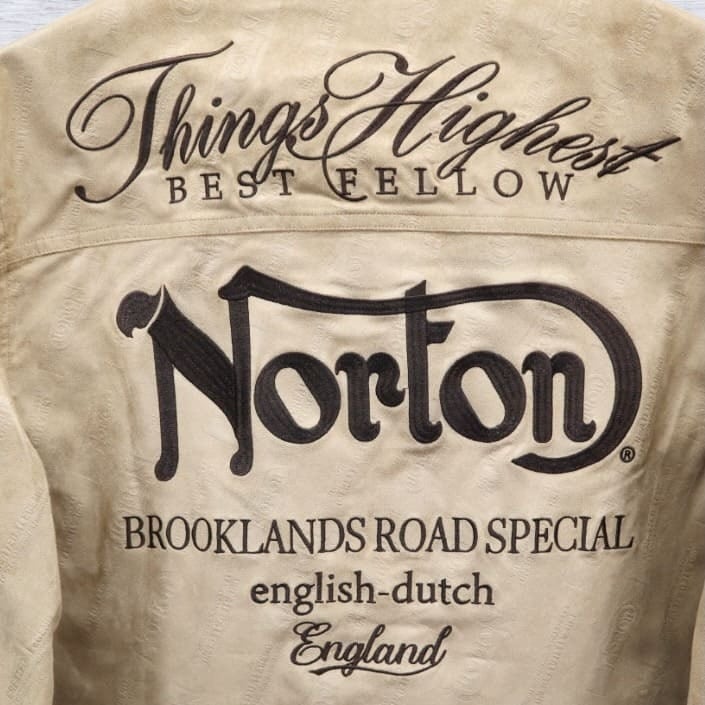 Things Highest
BEST FELLOW
Norton®
BROOKLANDS ROAD SPECIAL
english-dutch
England